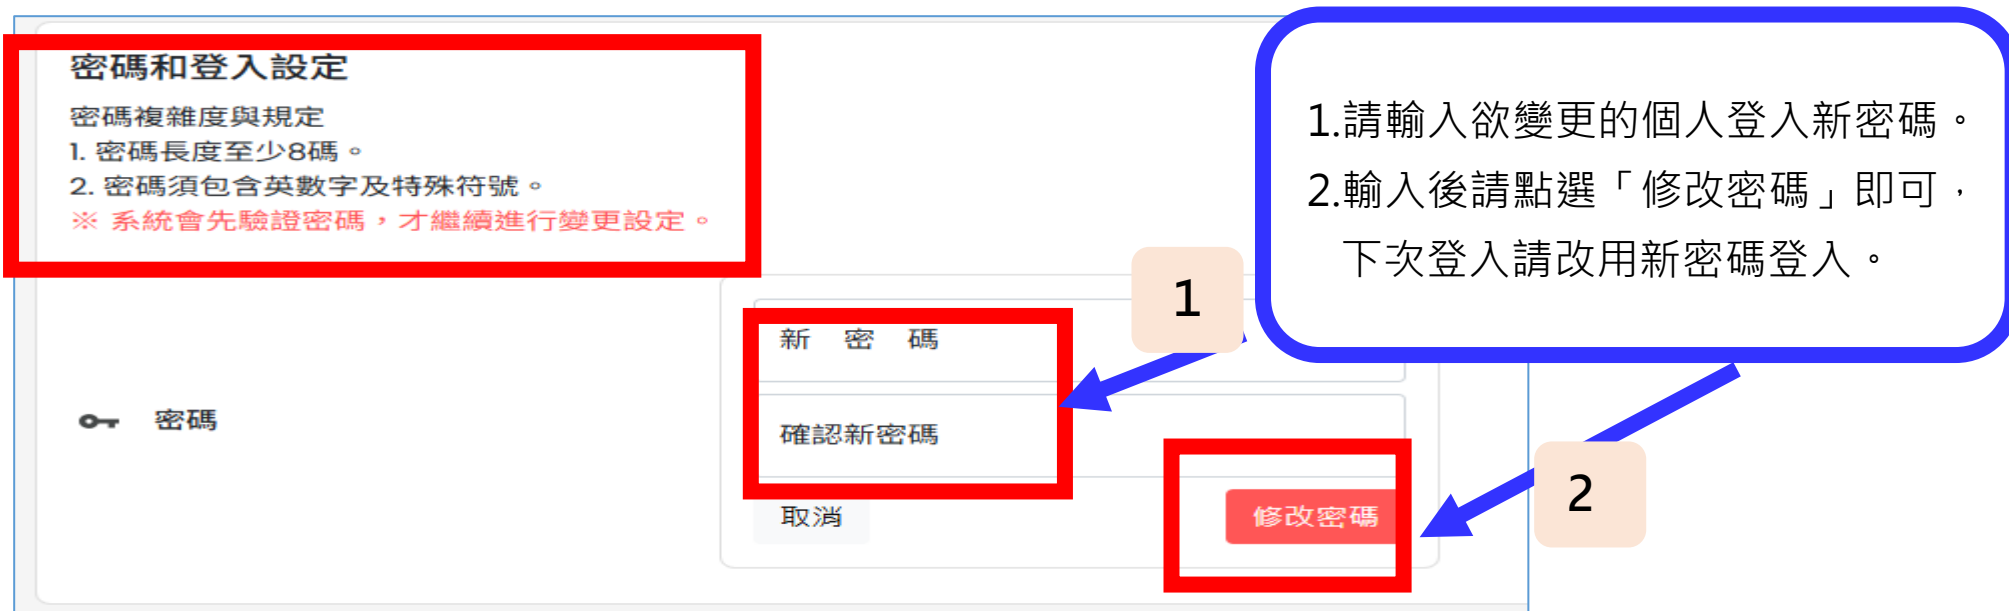 密碼和登入設定
密碼複雜度與規定
1. 密碼長度至少8碼。
2. 密碼須包含英數字及特殊符號。
※ 系統會先驗證密碼，才繼續進行變更設定。
1.請輸入欲變更的個人登入新密碼。
2.輸入後請點選「修改密碼」即可，
下次登入請改用新密碼登入。
1
新 密 碼
密碼
確認新密碼
2
取消
修改密碼